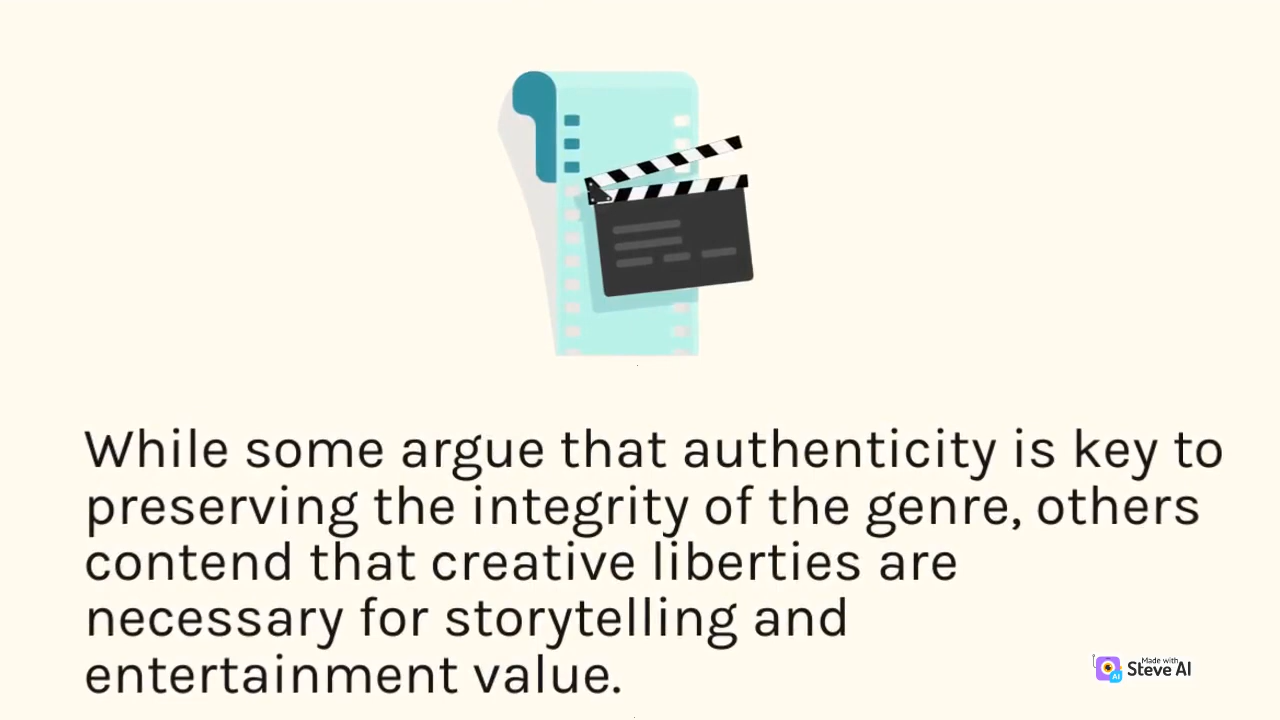 While some argue that authenticity is key to
preserving the integrity of the genre, others
contend that creative liberties are
necessary for storytelling and
entertainment value.
Made with
Steve AI
AI